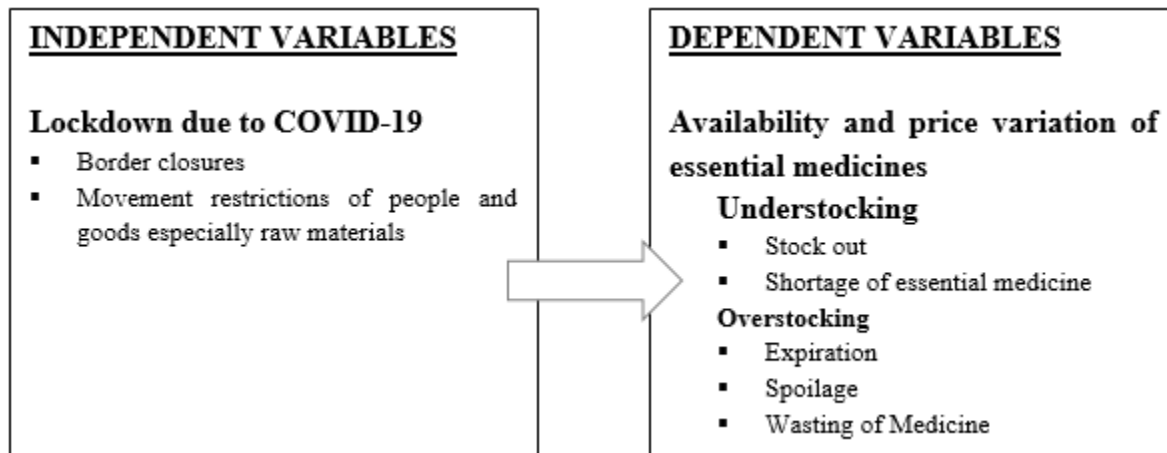 INDEPENDENT VARIABLES
Lockdown due to COVID-19
▪ Border closures
▪ Movement restrictions of people and
goods especially raw materials
DEPENDENT VARIABLES
Availability and price variation of
essential medicines
Understocking
▪ Stock out
▪ Shortage of essential medicine
Overstocking
▪ Expiration
▪ Spoilage
▪ Wasting of Medicine